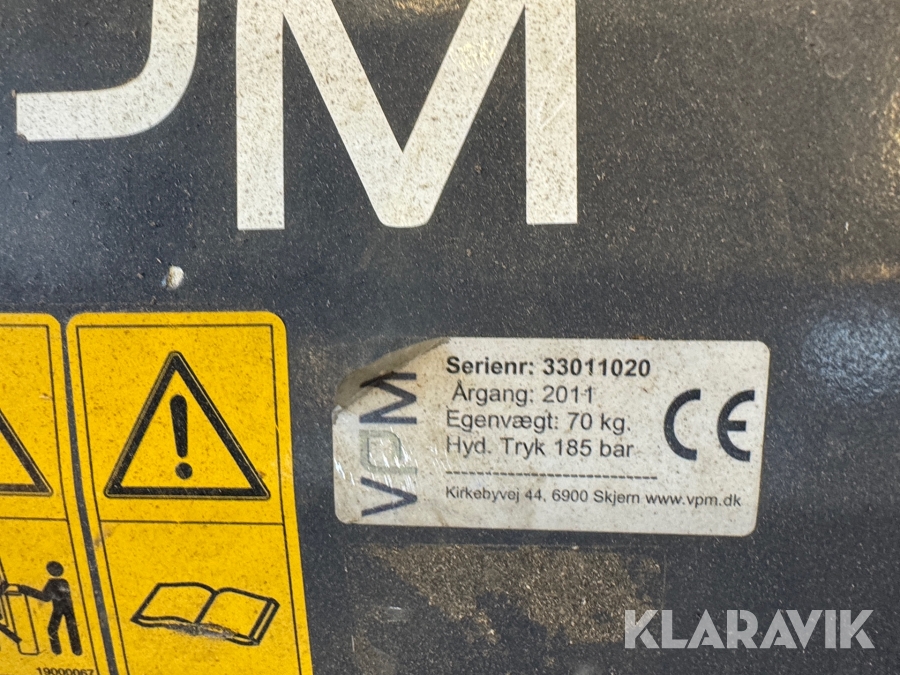 PM
VPM
Serienr: 33011020
Årgang: 2011
Egenvægt: 70 kg.
Hyd. Tryk 185 bar
CE
Kirkebyvej 44, 6900 Skjern www.vpm.dk
19000067
KLARAVIK